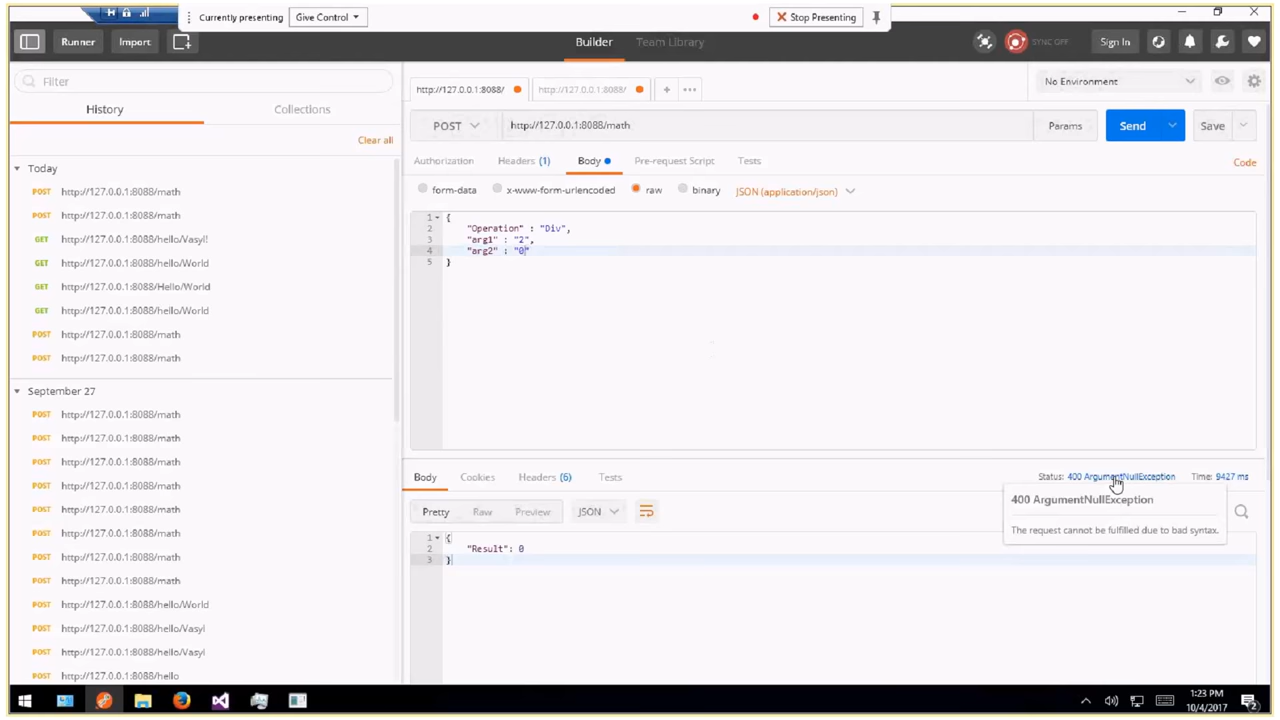 Currently presenting
Give Control
Stop Presenting
Runner
Import
Builder
Team Library
SYNC OFF
Sign In
Filter
History
Collections
Clear all
Today
POST http://127.0.0.1:8088/math
POST http://127.0.0.1:8088/math
GET http://127.0.0.1:8088/hello/Vasyl!
GET http://127.0.0.1:8088/hello/World
GET http://127.0.0.1:8088/Hello/World
GET http://127.0.0.1:8088/hello/World
POST http://127.0.0.1:8088/math
POST http://127.0.0.1:8088/math
September 27
POST http://127.0.0.1:8088/math
POST http://127.0.0.1:8088/math
POST http://127.0.0.1:8088/math
POST http://127.0.0.1:8088/math
POST http://127.0.0.1:8088/math
POST http://127.0.0.1:8088/math
POST http://127.0.0.1:8088/math
POST http://127.0.0.1:8088/math
POST http://127.0.0.1:8088/hello/World
POST http://127.0.0.1:8088/hello/Vasyl
POST http://127.0.0.1:8088/hello/Vasyl
POST http://127.0.0.1:8088/hello
http://127.0.0.1:8088/
http://127.0.0.1:8088/
No Environment
POST
http://127.0.0.1:8088/math
Params
Send
Save
Authorization
Headers (1)
Body
Pre-request Script
Tests
Code
form-data
x-www-form-urlencoded
raw
binary
JSON (application/json)
1 {
2 "Operation" : "Div",
3 "arg1" : "2",
4 "arg2" : "0"
5 }
Body
Cookies
Headers (6)
Tests
Status: 400 ArgumentNullException
Time: 9427 ms
400 ArgumentNullException
The request cannot be fulfilled due to bad syntax.
Pretty
Raw
Preview
JSON
1 {
2 "Result": 0
3 }
1:23 PM
10/4/2017
2